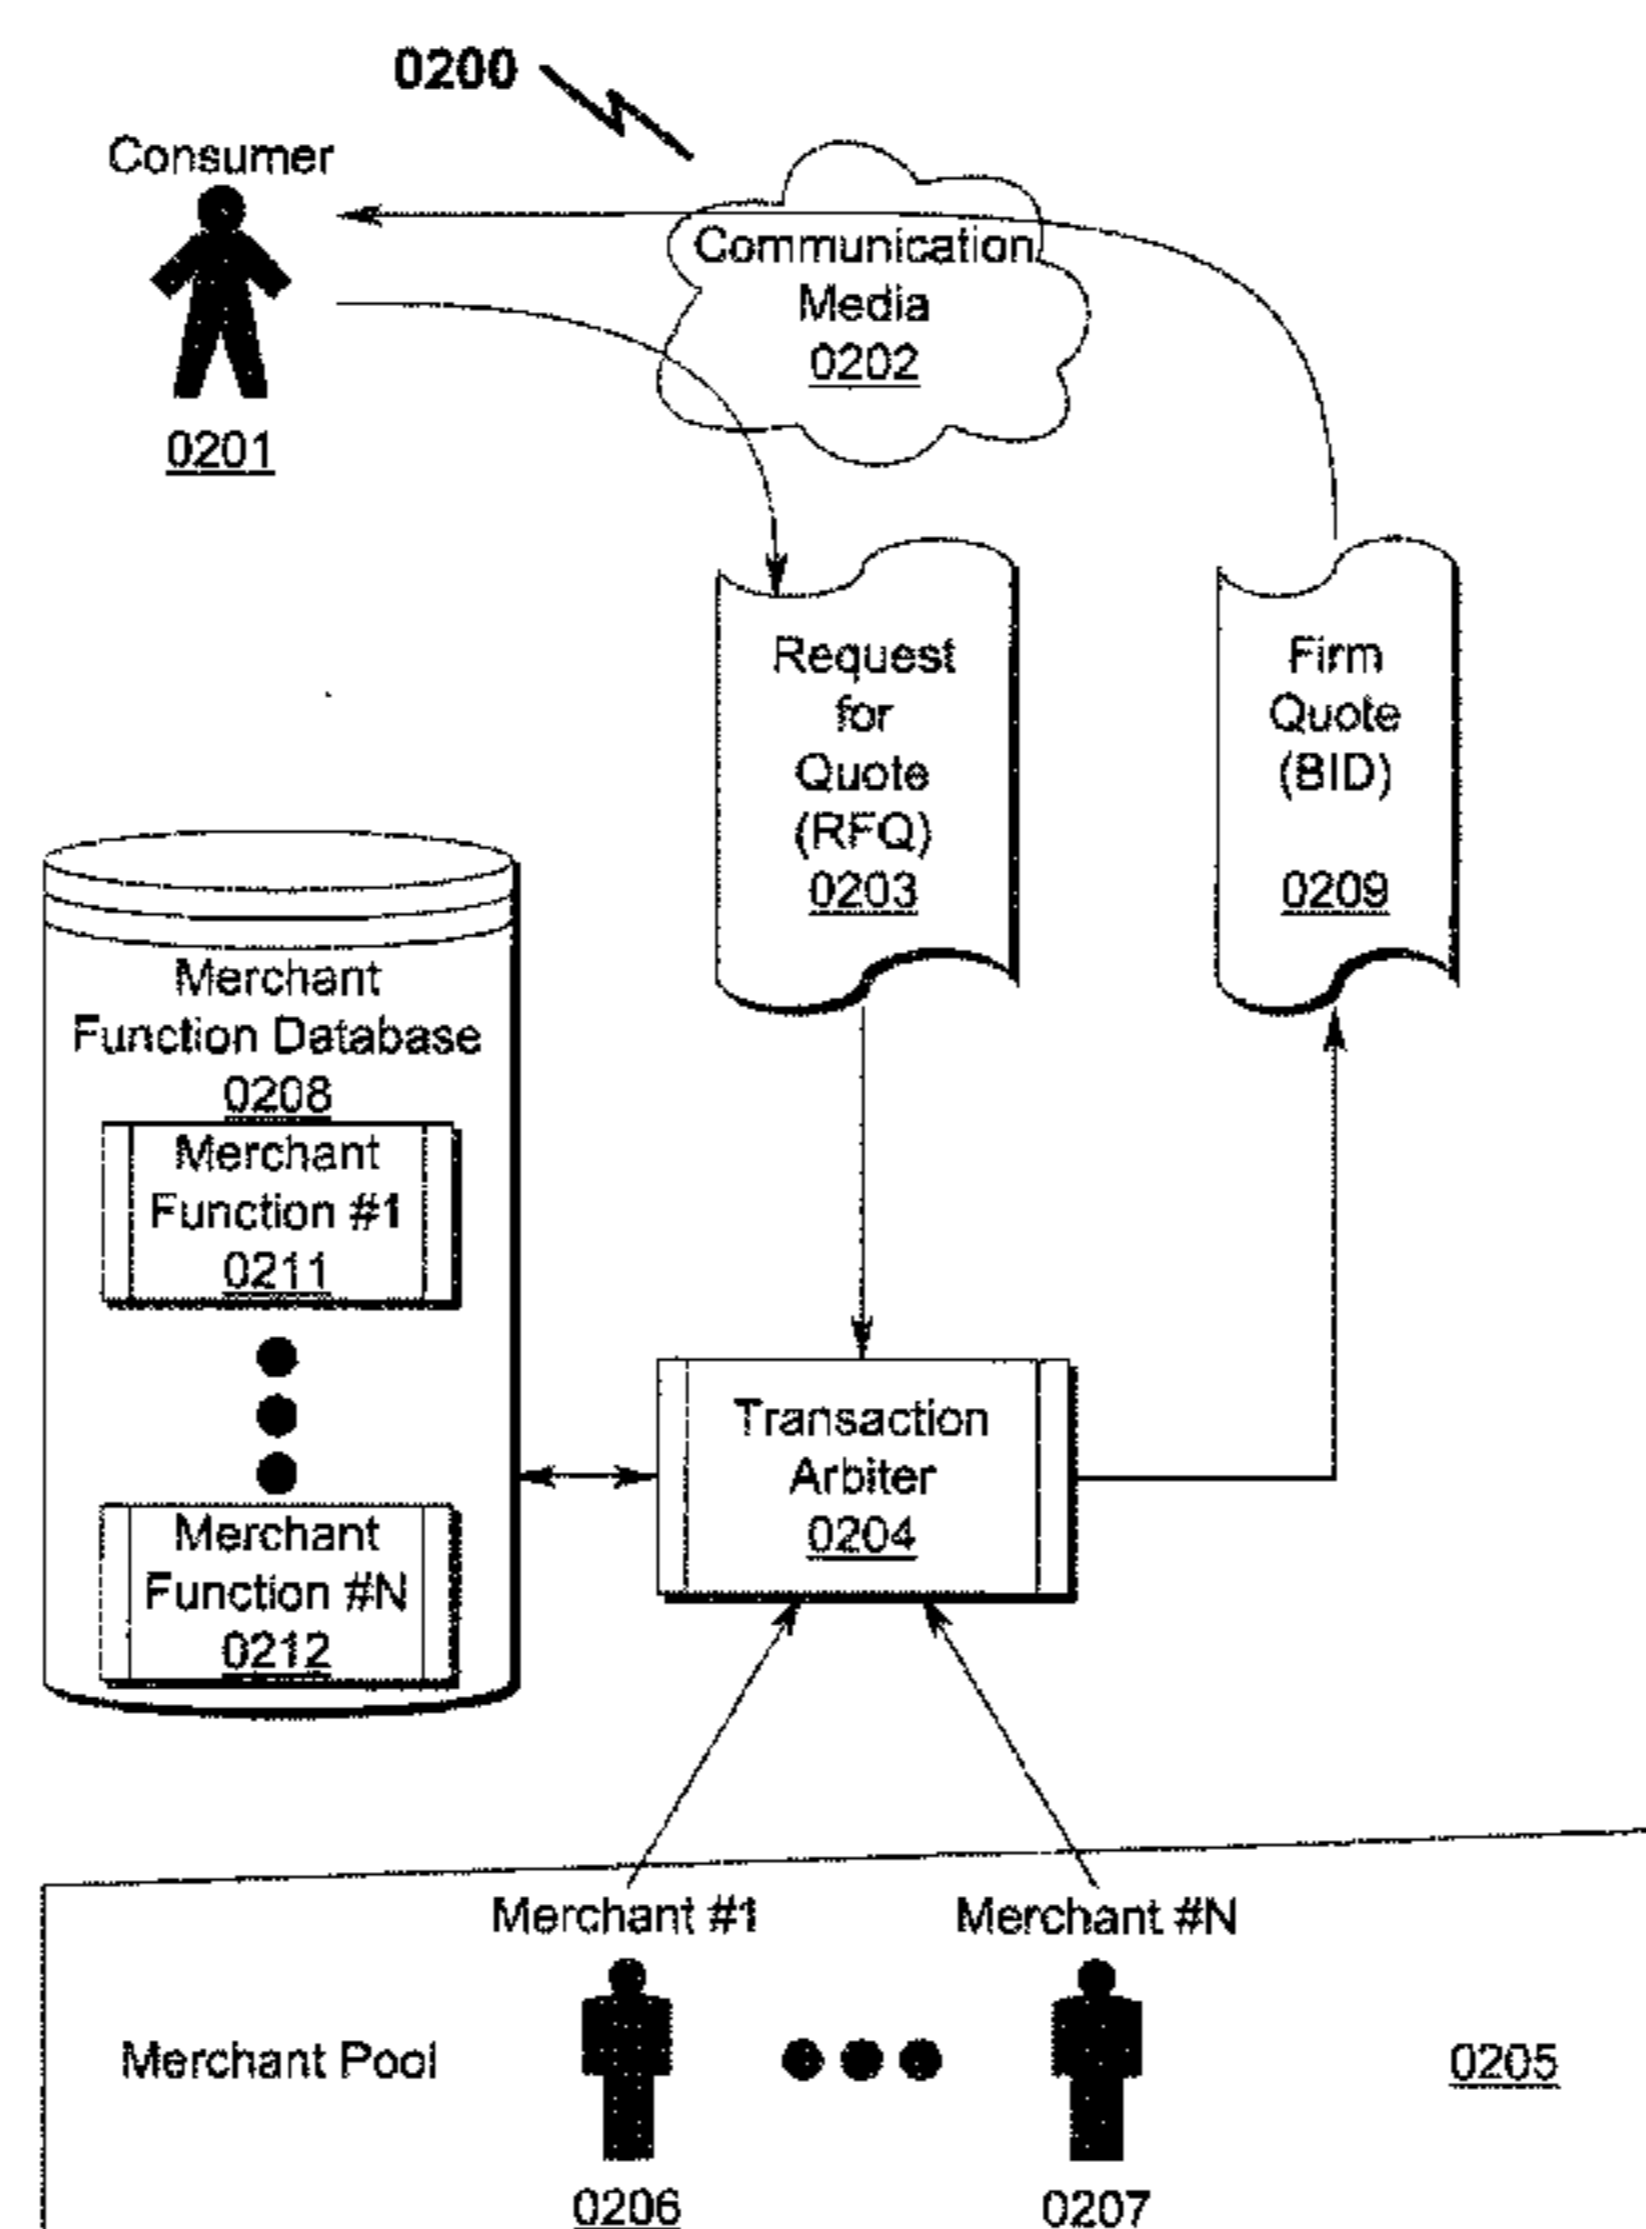 0200
Consumer
0201
Communication
Media
0202
Request
for
Quote
(RFQ)
0203
Firm
Quote
(BID)
0209
Merchant
Function Database
0208
Merchant
Function #1
0211
Merchant
Function #N
0212
Transaction
Arbiter
0204
Merchant #1
Merchant #N
Merchant Pool
0205
0206
0207